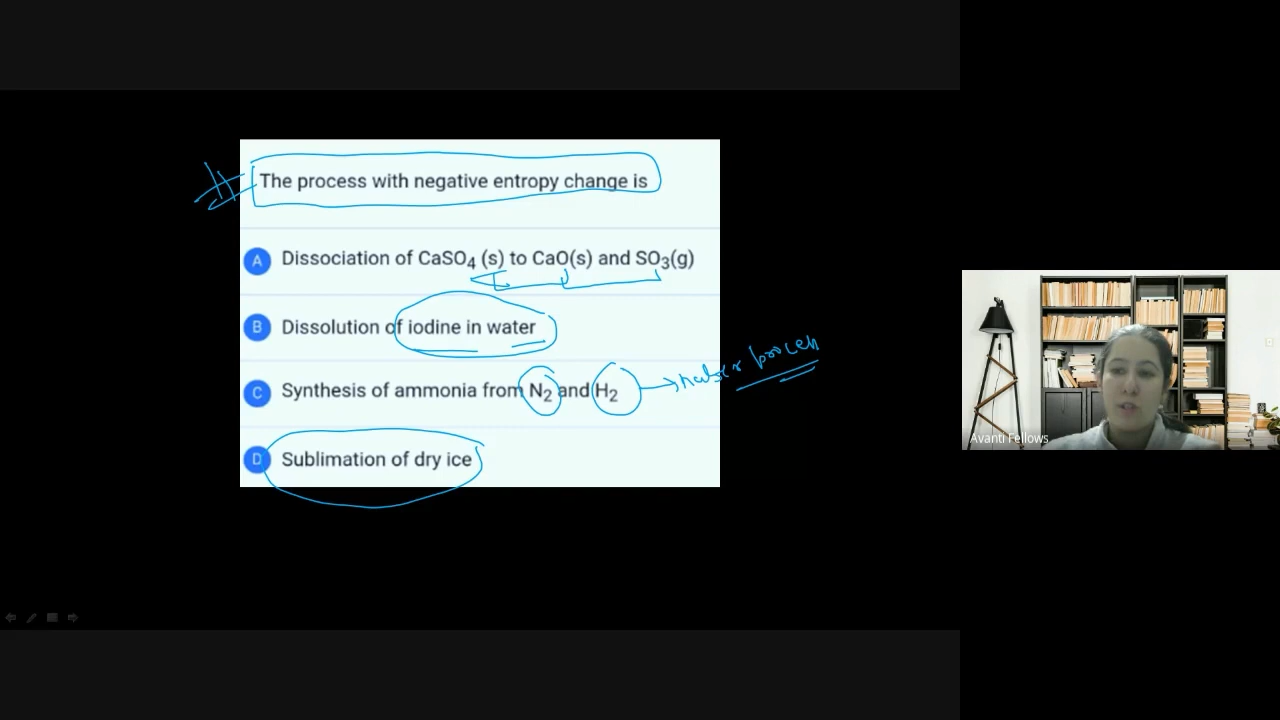 The process with negative entropy change is
A Dissociation of CaSO4 (s) to CaO(s) and SO3(g)
B Dissolution of iodine in water
C Synthesis of ammonia from N2 and H2
process
D Sublimation of dry ice
Avanti Fellows